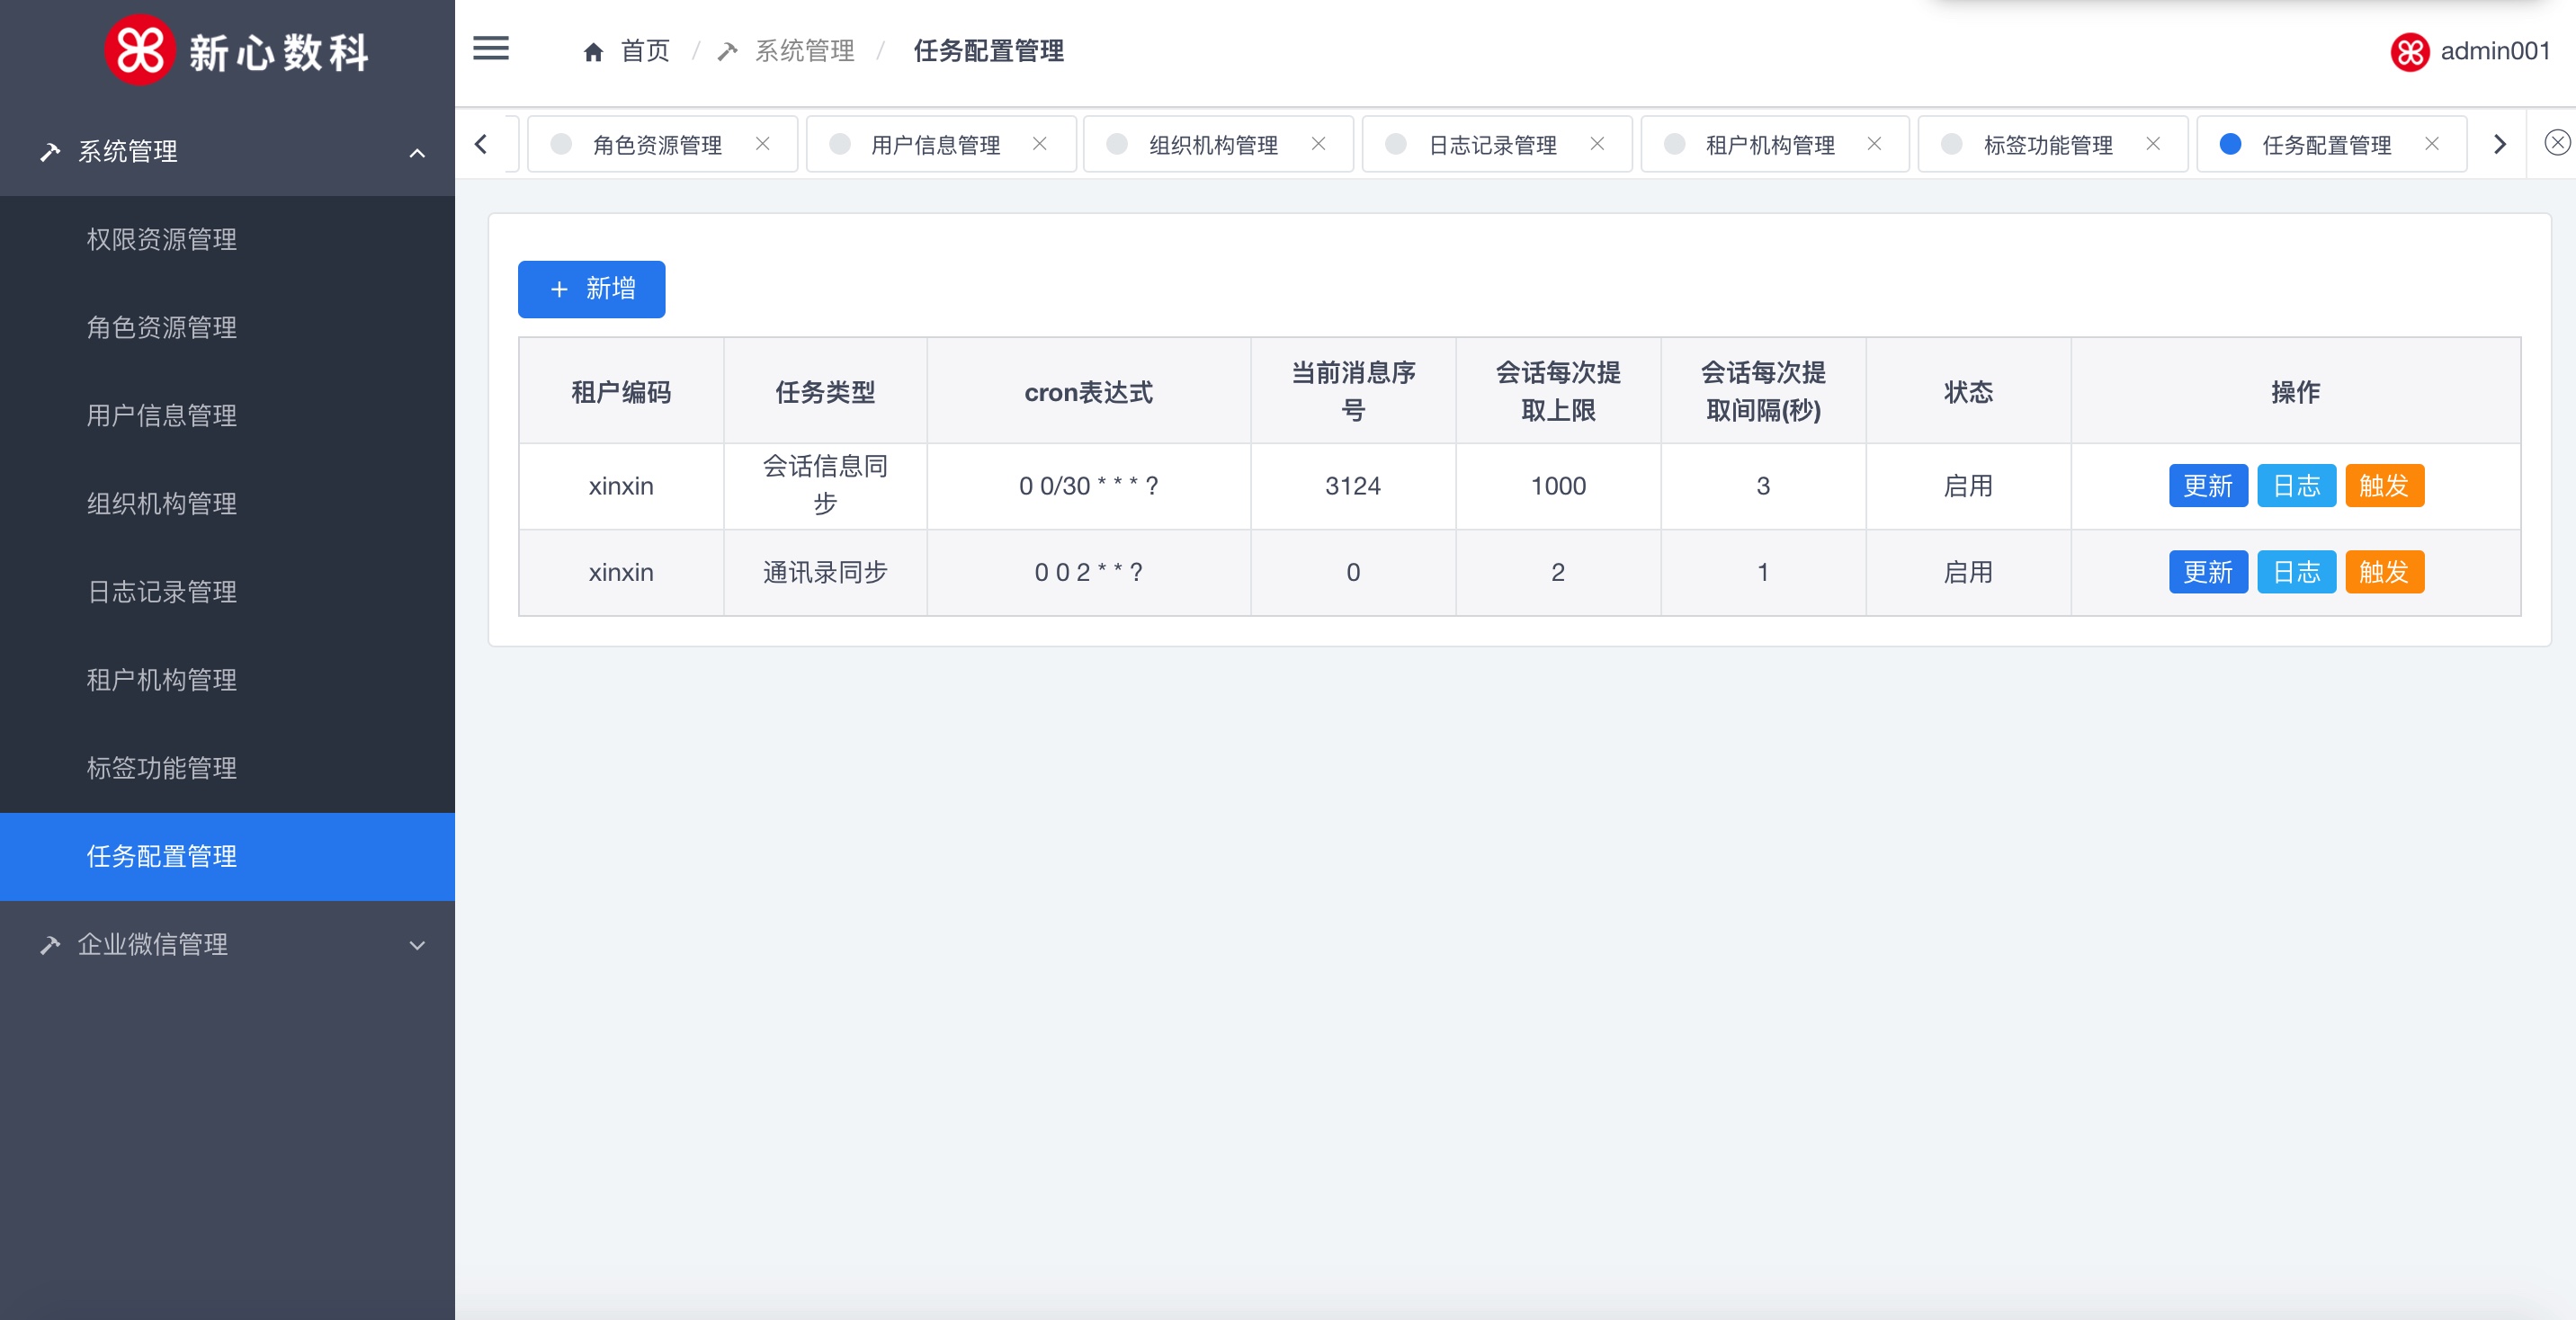 新心数科
首页 / 系统管理 / 任务配置管理
admin001
系统管理
权限资源管理
角色资源管理
用户信息管理
组织机构管理
日志记录管理
租户机构管理
标签功能管理
任务配置管理
企业微信管理
角色资源管理 用户信息管理 组织机构管理 日志记录管理 租户机构管理 标签功能管理 任务配置管理
+ 新增
租户编码 任务类型 cron表达式 当前消息序号 会话每次提取上限 会话每次提取间隔(秒) 状态 操作
xinxin 会话信息同步 0 0/30 * * * ? 3124 1000 3 启用 更新 日志 触发
xinxin 通讯录同步 0 0 2 * * ? 0 2 1 启用 更新 日志 触发